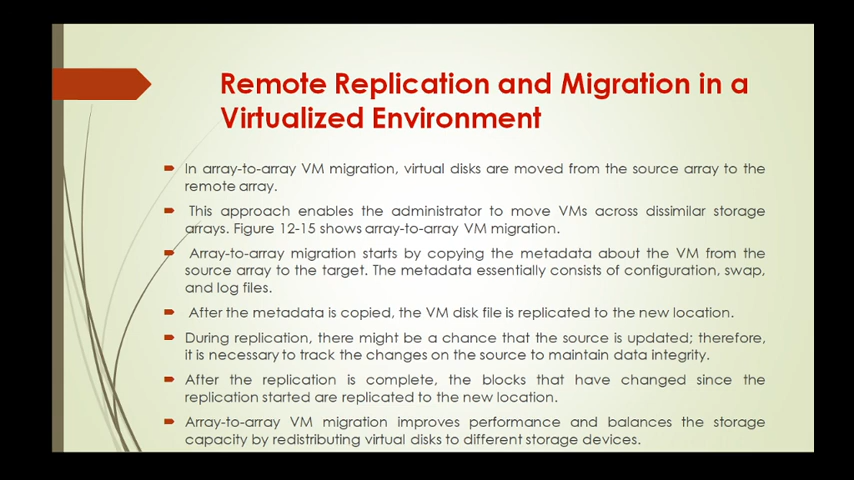 Remote Replication and Migration in a
Virtualized Environment
In array-to-array VM migration, virtual disks are moved from the source array to the
remote array.
This approach enables the administrator to move VMs across dissimilar storage
arrays. Figure 12-15 shows array-to-array VM migration.
Array-to-array migration starts by copying the metadata about the VM from the
source array to the target. The metadata essentially consists of configuration, swap,
and log files.
After the metadata is copied, the VM disk file is replicated to the new location.
During replication, there might be a chance that the source is updated; therefore,
it is necessary to track the changes on the source to maintain data integrity.
After the replication is complete, the blocks that have changed since the
replication started are replicated to the new location.
Array-to-array VM migration improves performance and balances the storage
capacity by redistributing virtual disks to different storage devices.